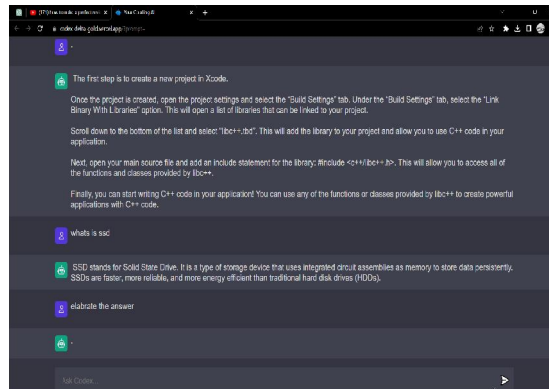 codex-delta-gold.vercel.app/?prompt=-
-
The first step is to create a new project in Xcode.
Once the project is created, open the project settings and select the "Build Settings" tab. Under the "Build Settings" tab, select the "Link
Binary With Libraries" option. This will open a list of libraries that can be linked to your project.
Scroll down to the bottom of the list and select "libc++.tbd". This will add the library to your project and allow you to use C++ code in your
application.
Next, open your main source file and add an include statement for the library: #include <c++/libc++.h>. This will allow you to access all of
the functions and classes provided by libc++.
Finally, you can start writing C++ code in your application! You can use any of the functions or classes provided by libc++ to create powerful
applications with C++ code.
whats is ssd
SSD stands for Solid State Drive. It is a type of storage device that uses integrated circuit assemblies as memory to store data persistently.
SSDs are faster, more reliable, and more energy efficient than traditional hard disk drives (HDDs).
elabrate the answer
-
Ask Codex...